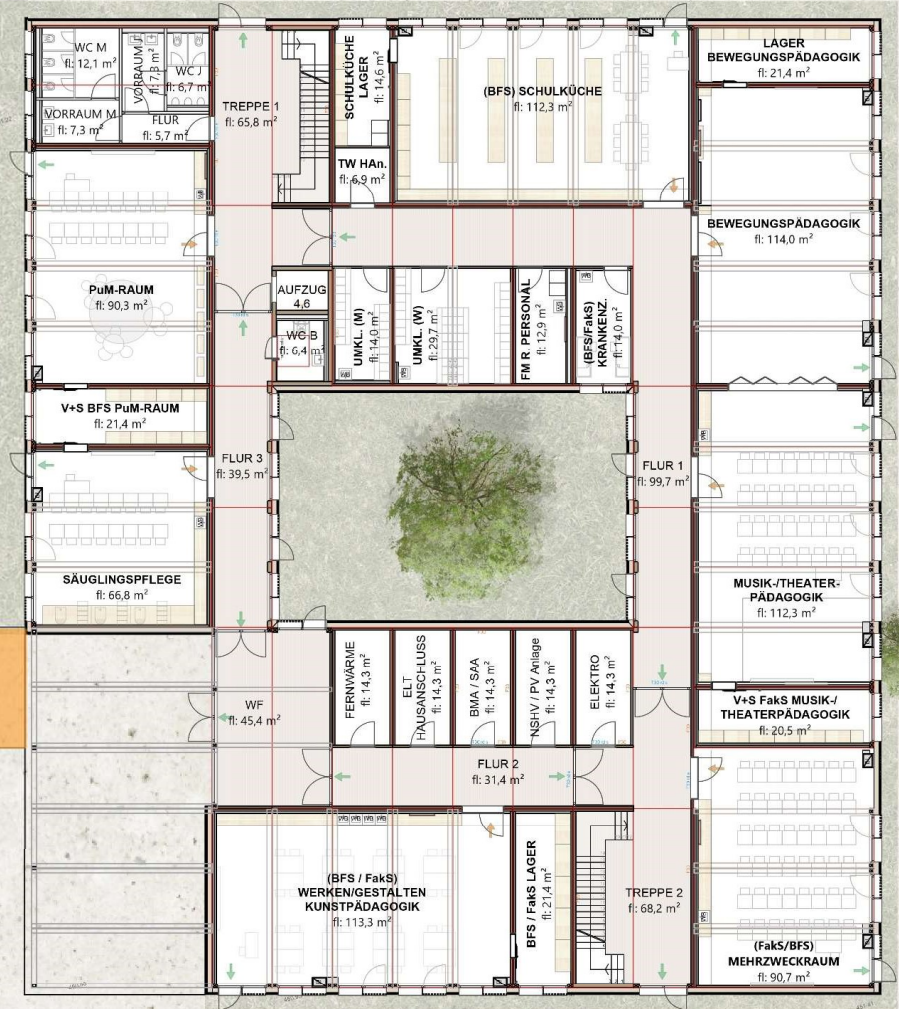 WC M
fl: 12,1 m²
VORRAUM J
fl: 7,3 m²
WC J
fl: 6,7 m²
VORRAUM M
fl: 7,3 m²
FLUR
fl: 5,7 m²
TREPPE 1
fl: 65,8 m²
SCHULKÜCHE
LAGER
fl: 14,6 m²
TW HAn.
fl: 6,9 m²
(BFS) SCHULKÜCHE
fl: 112,3 m²
LAGER
BEWEGUNGSPÄDAGOGIK
fl: 21,4 m²
BEWEGUNGSPÄDAGOGIK
fl: 114,0 m²
PuM-RAUM
fl: 90,3 m²
AUFZUG
4,6
WC B
fl: 6,4 m²
UMKL. (M)
fl: 14,0 m²
UMKL. (W)
fl: 29,7 m²
FM R. PERSONAL
fl: 12,9 m²
(BFS/FakS)
KRANKENZ.
fl: 14,0 m²
V+S BFS PuM-RAUM
fl: 21,4 m²
FLUR 3
fl: 39,5 m²
FLUR 1
fl: 99,7 m²
SÄUGLINGSPFLEGE
fl: 66,8 m²
MUSIK-/THEATER-
PÄDAGOGIK
fl: 112,3 m²
WF
fl: 45,4 m²
FERNWÄRME
fl: 14,3 m²
ELT
HAUSANSCH-LUSS
fl: 14,3 m²
BMA / SAA
fl: 14,3 m²
NSHV / PV Anlage
fl: 14,3 m²
ELEKTRO
fl: 14,3 m²
V+S FakS MUSIK-/
THEATERPÄDAGOGIK
fl: 20,5 m²
FLUR 2
fl: 31,4 m²
(BFS / FakS)
WERKEN/GESTALTEN
KUNSTPÄDAGOGIK
fl: 113,3 m²
BFS / FakS LAGER
fl: 21,4 m²
TREPPE 2
fl: 68,2 m²
(FakS/BFS)
MEHRZWECKRAUM
fl: 90,7 m²